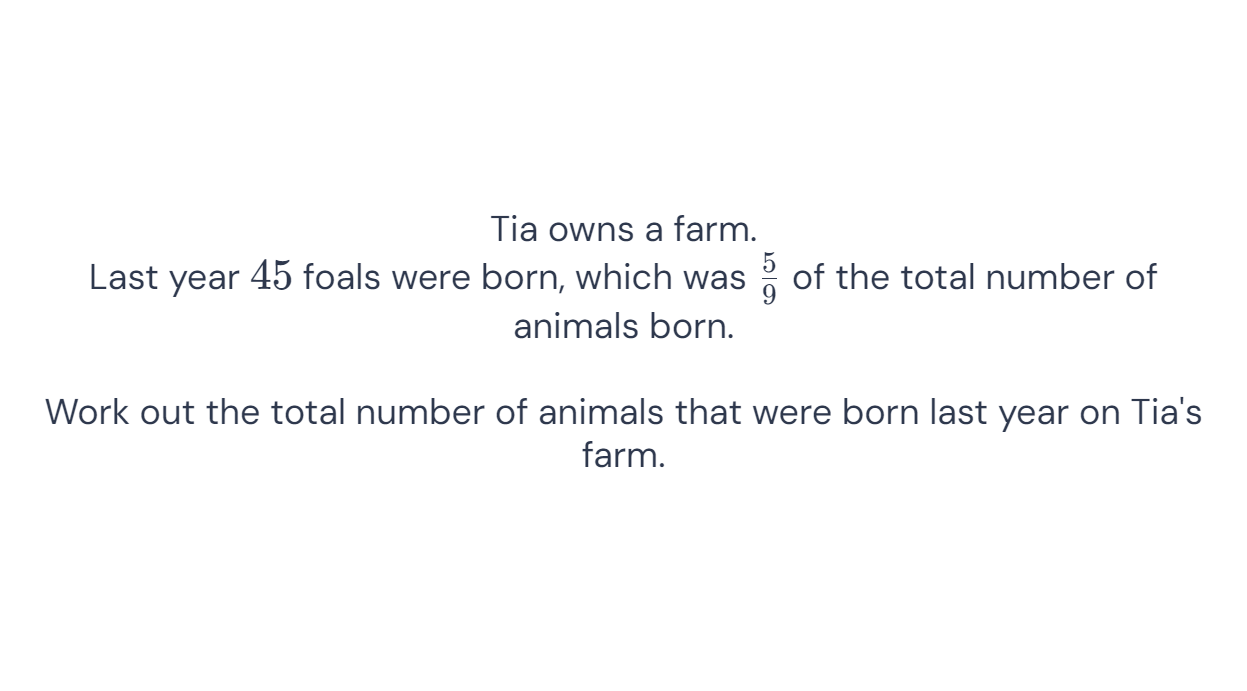 Tia owns a farm.
Last year 45 foals were born, which was 5/9 of the total number of
animals born.
Work out the total number of animals that were born last year on Tia's
farm.